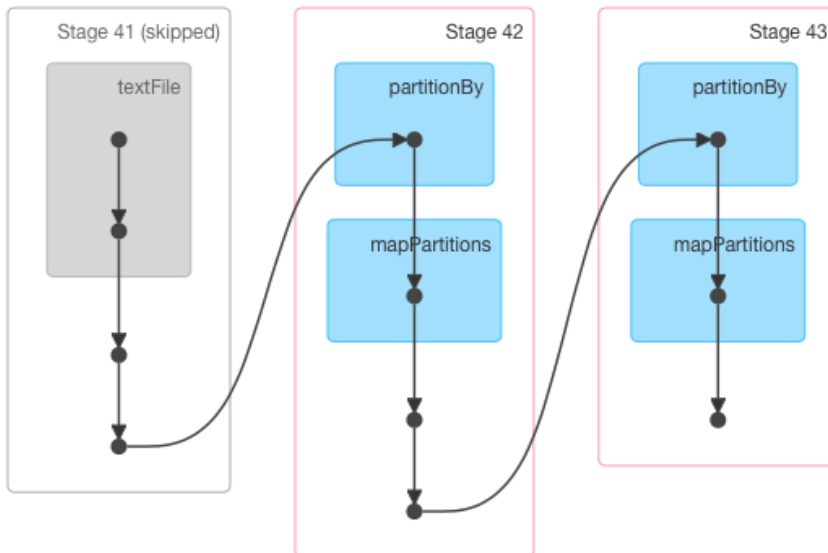 Stage 41 (skipped)
textFile
Stage 42
partitionBy
mapPartitions
Stage 43
partitionBy
mapPartitions